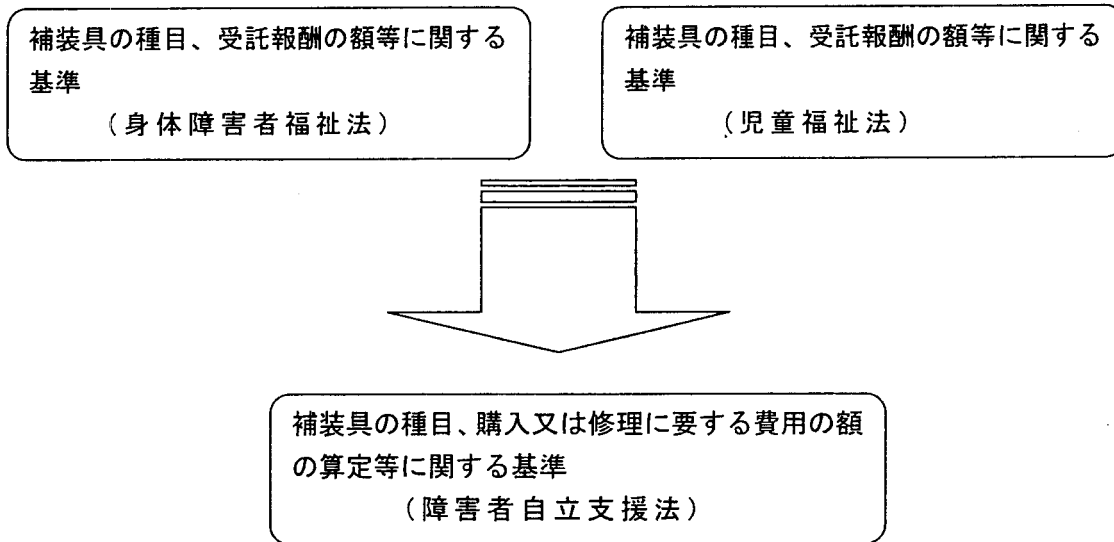 補装具の種目、受託報酬の額等に関する
基準
（身体障害者福祉法）
補装具の種目、受託報酬の額等に関する
基準
（児童福祉法）
補装具の種目、購入又は修理に要する費用の額
の算定等に関する基準
（障害者自立支援法）